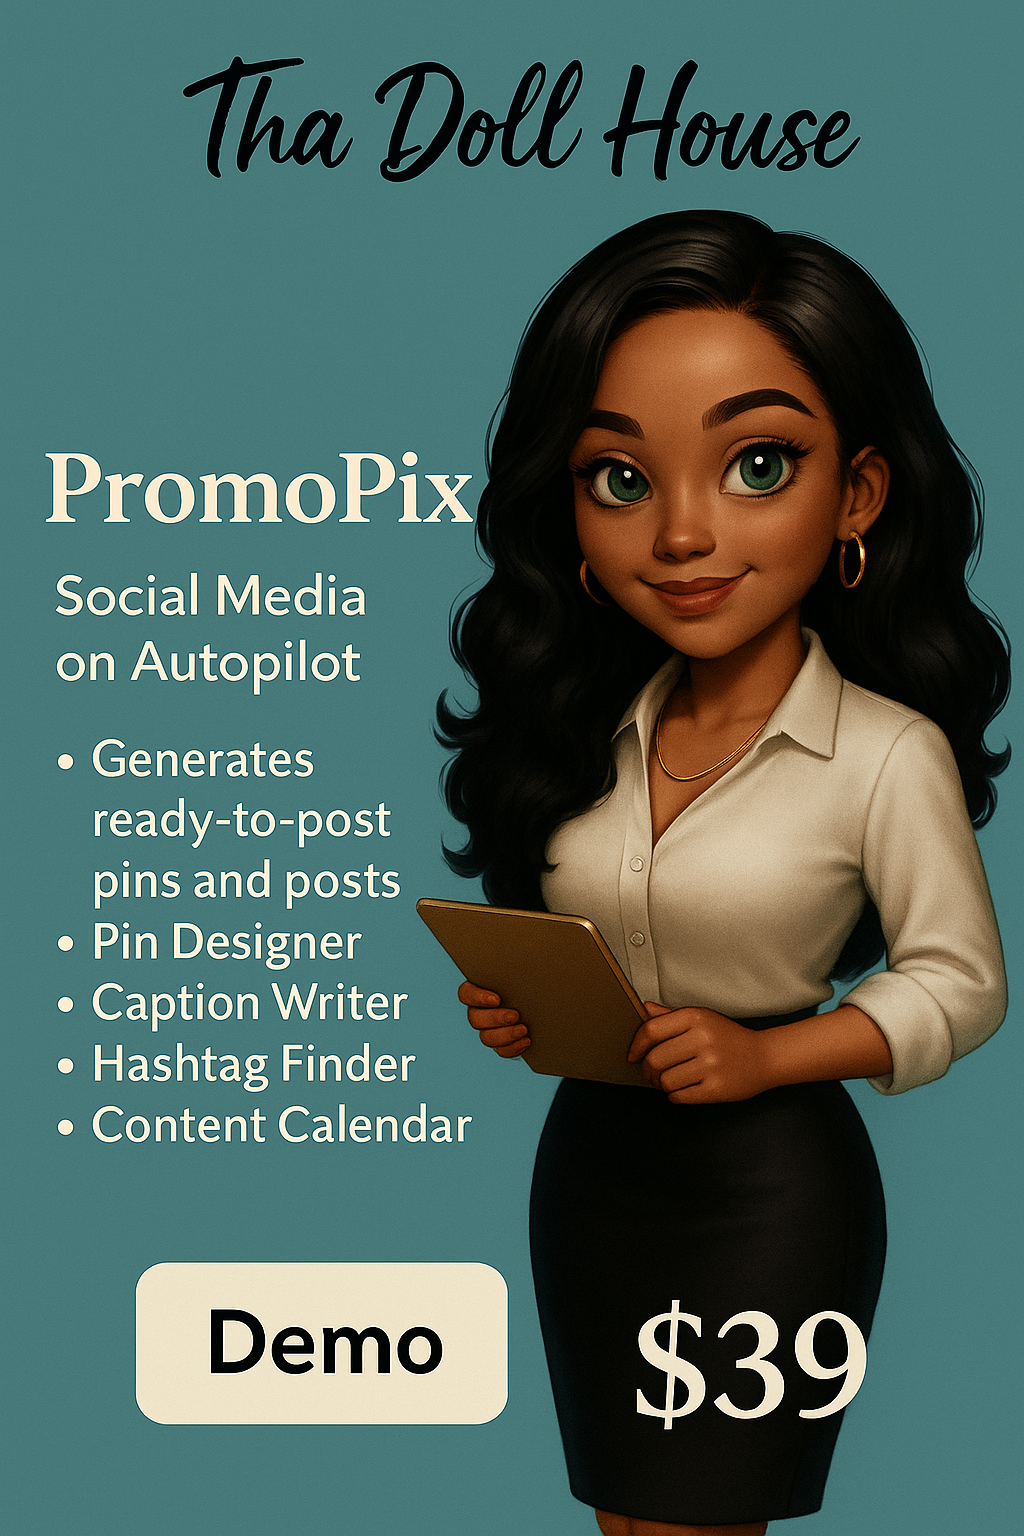 Tha Doll House
PromoPix
Social Media
on Autopilot
• Generates
ready-to-post
pins and posts
• Pin Designer
• Caption Writer
• Hashtag Finder
• Content Calendar
Demo
$39